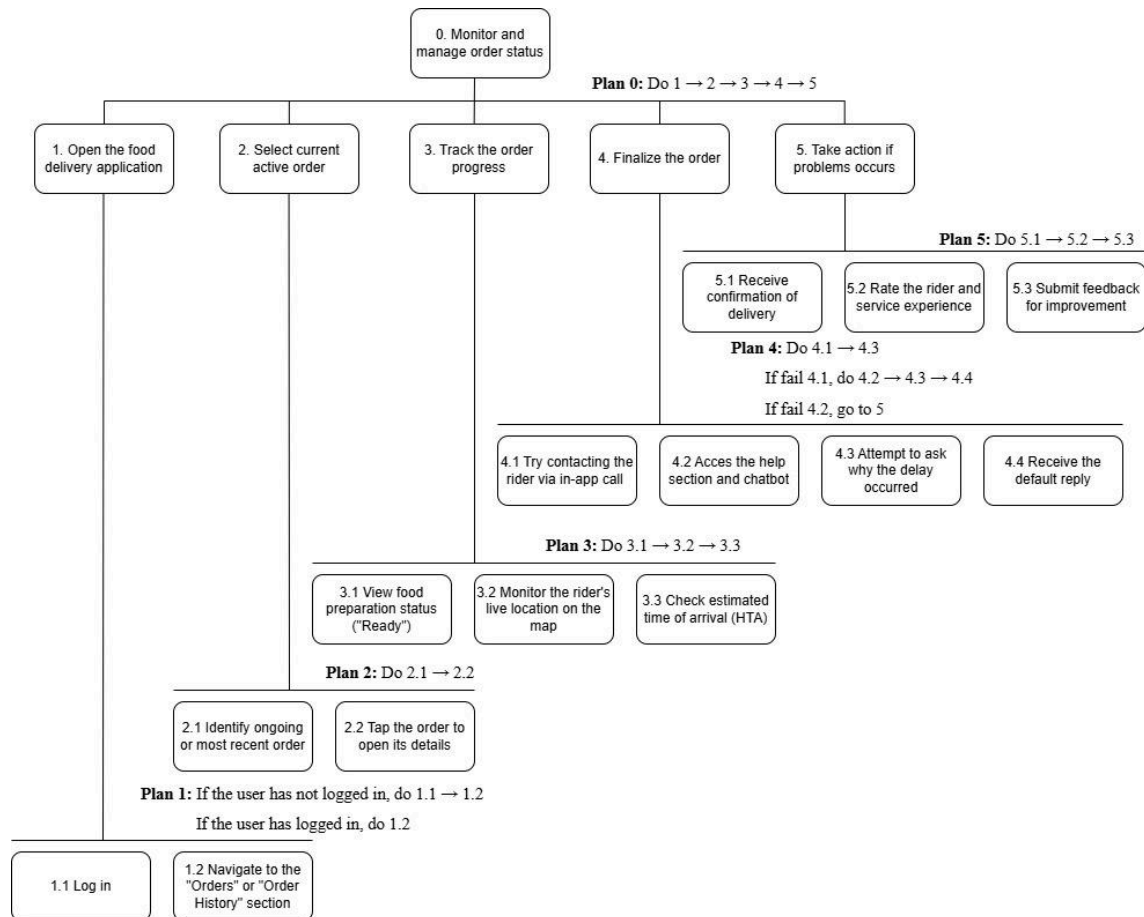 0. Monitor and
manage order status
Plan 0: Do 1 → 2 → 3 → 4 → 5
1. Open the food
delivery application
2. Select current
active order
3. Track the order
progress
4. Finalize the order
5. Take action if
problems occurs
Plan 5: Do 5.1 → 5.2 → 5.3
5.1 Receive
confirmation of
delivery
5.2 Rate the rider and
service experience
5.3 Submit feedback
for improvement
Plan 4: Do 4.1 → 4.3
If fail 4.1, do 4.2 → 4.3 → 4.4
If fail 4.2, go to 5
4.1 Try contacting the
rider via in-app call
4.2 Acces the help
section and chatbot
4.3 Attempt to ask
why the delay
occurred
4.4 Receive the
default reply
Plan 3: Do 3.1 → 3.2 → 3.3
3.1 View food
preparation status
("Ready")
3.2 Monitor the rider's
live location on the
map
3.3 Check estimated
time of arrival (HTA)
Plan 2: Do 2.1 → 2.2
2.1 Identify ongoing
or most recent order
2.2 Tap the order to
open its details
Plan 1: If the user has not logged in, do 1.1 → 1.2
If the user has logged in, do 1.2
1.1 Log in
1.2 Navigate to the
"Orders" or "Order
History" section